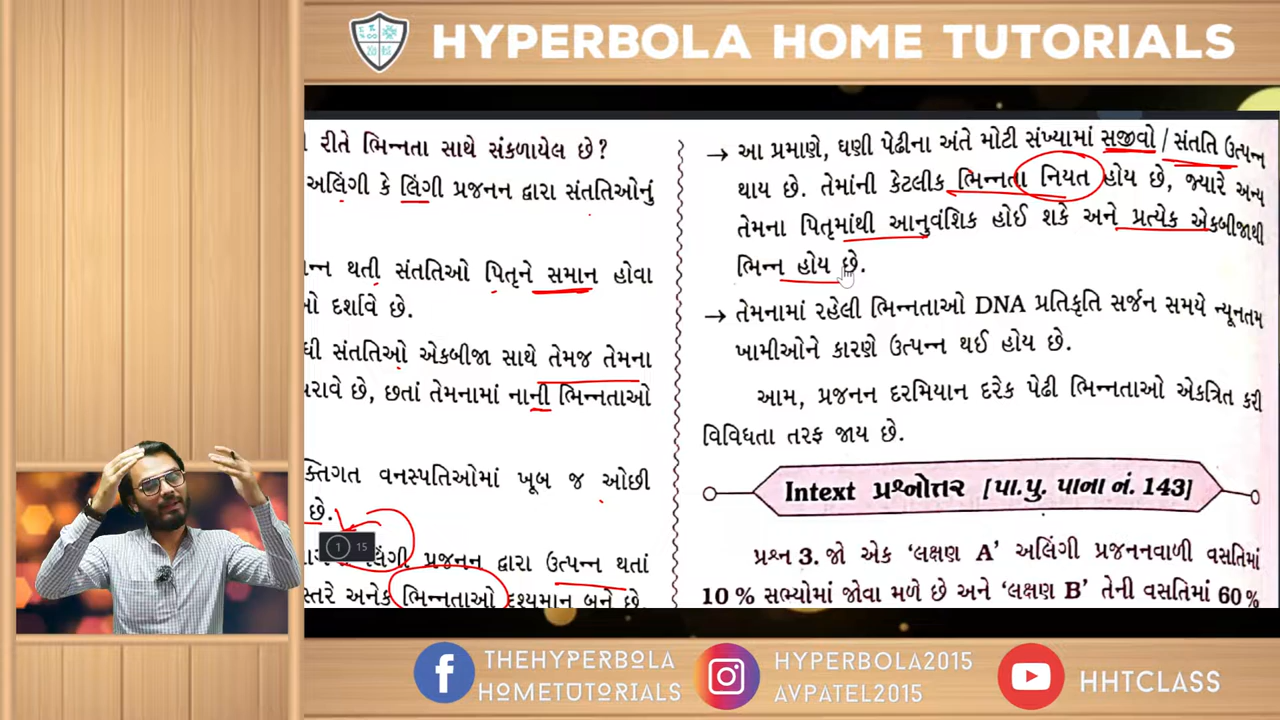 HYPERBOLA HOME TUTORIALS
રીતે ભિન્નતા સાથે સંકળાયેલ છે?
અલિંગી કે લિંગી પ્રજનન દ્વારા સંતતિઓનું
થતી સંતતિઓ પિતૃને સમાન હોવા
દર્શાવે છે.
સંતતિઓ એકબીજા સાથે તેમજ તેમના
છે, છતાં તેમનામાં નાની ભિન્નતાઓ
વનસ્પતિઓમાં ખૂબ જ ઓછી
છે.
1 15
પ્રજનન દ્વારા ઉત્પન્ન થતાં
અનેક ભિન્નતાઓ દૃશ્યમાન બને છે.
→ આ પ્રમાણે, ઘણી પેઢીના અંતે મોટી સંખ્યામાં સજીવો / સંતતિ ઉત્પન્ન
થાય છે. તેમાંની કેટલીક ભિન્નતા નિયત હોય છે, જ્યારે અન્ય
તેમના પિતૃમાંથી આનુવંશિક હોઈ શકે અને પ્રત્યેક એકબીજાથી
ભિન્ન હોય છે.
→ તેમનામાં રહેલી ભિન્નતાઓ DNA પ્રતિકૃતિ સર્જન સમયે ન્યૂનતમ
ખામીઓને કારણે ઉત્પન્ન થઈ હોય છે.
આમ, પ્રજનન દરમિયાન દરેક પેઢી ભિન્નતાઓ એકત્રિત કરી
વિવિધતા તરફ જાય છે.
Intext પ્રશ્નોત્તર [પા.પુ. પાના નં. 143]
પ્રશ્ન 3. જો એક ‘લક્ષણ A’ અલિંગી પ્રજનનવાળી વસતિમાં
10 % સભ્યોમાં જોવા મળે છે અને ‘લક્ષણ B’ તેની વસતિમાં 60 %
THEHYPERBOLA
HOMETUTORIALS
HYPERBOLA2015
AVPATEL2015
HHTCLASS